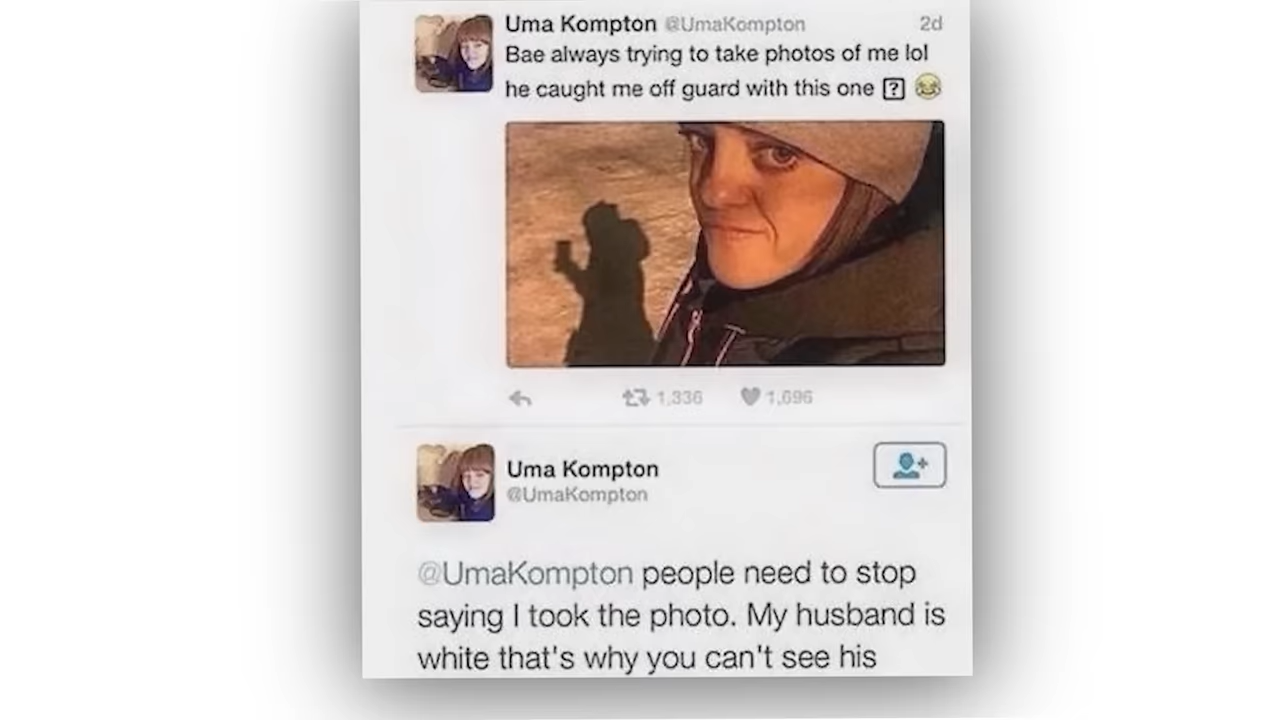 Uma Kompton @UmaKompton 2d
Bae always trying to take photos of me lol
he caught me off guard with this one ? 😂
1,336 1,696
Uma Kompton
@UmaKompton
@UmaKompton people need to stop
saying I took the photo. My husband is
white that's why you can't see his